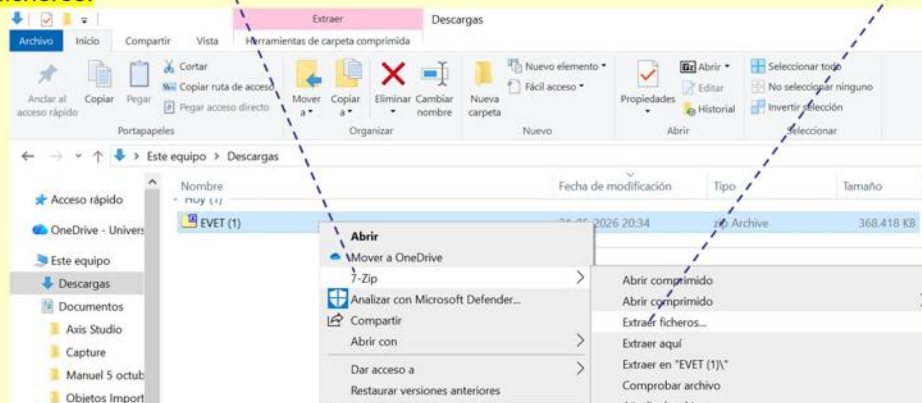 ficheros.
Extraer
Descargas
Archivo Inicio Compartir Vista Herramientas de carpeta comprimida
Anclar al acceso rápido
Copiar
Pegar
Cortar
Copiar ruta de acceso
Pegar acceso directo
Portapapeles
Mover a
Copiar a
Eliminar
Cambiar nombre
Organizar
Nueva carpeta
Nuevo elemento
Fácil acceso
Nuevo
Propiedades
Abrir
Editar
Historial
Abrir
Seleccionar todo
No seleccionar ninguno
Invertir selección
Seleccionar
Este equipo > Descargas
Nombre Fecha de modificación Tipo Tamaño
Hoy (1)
EVET (1) 2026 20:34 zip Archive 368.418 KB
Acceso rápido
OneDrive - Univers
Este equipo
Descargas
Documentos
Axis Studio
Capture
Manuel 5 octub
Objetos Import
Abrir
Mover a OneDrive
7-Zip
Analizar con Microsoft Defender...
Compartir
Abrir con
Dar acceso a
Restaurar versiones anteriores
Abrir comprimido
Abrir comprimido
Extraer ficheros...
Extraer aquí
Extraer en "EVET (1)\"
Comprobar archivo